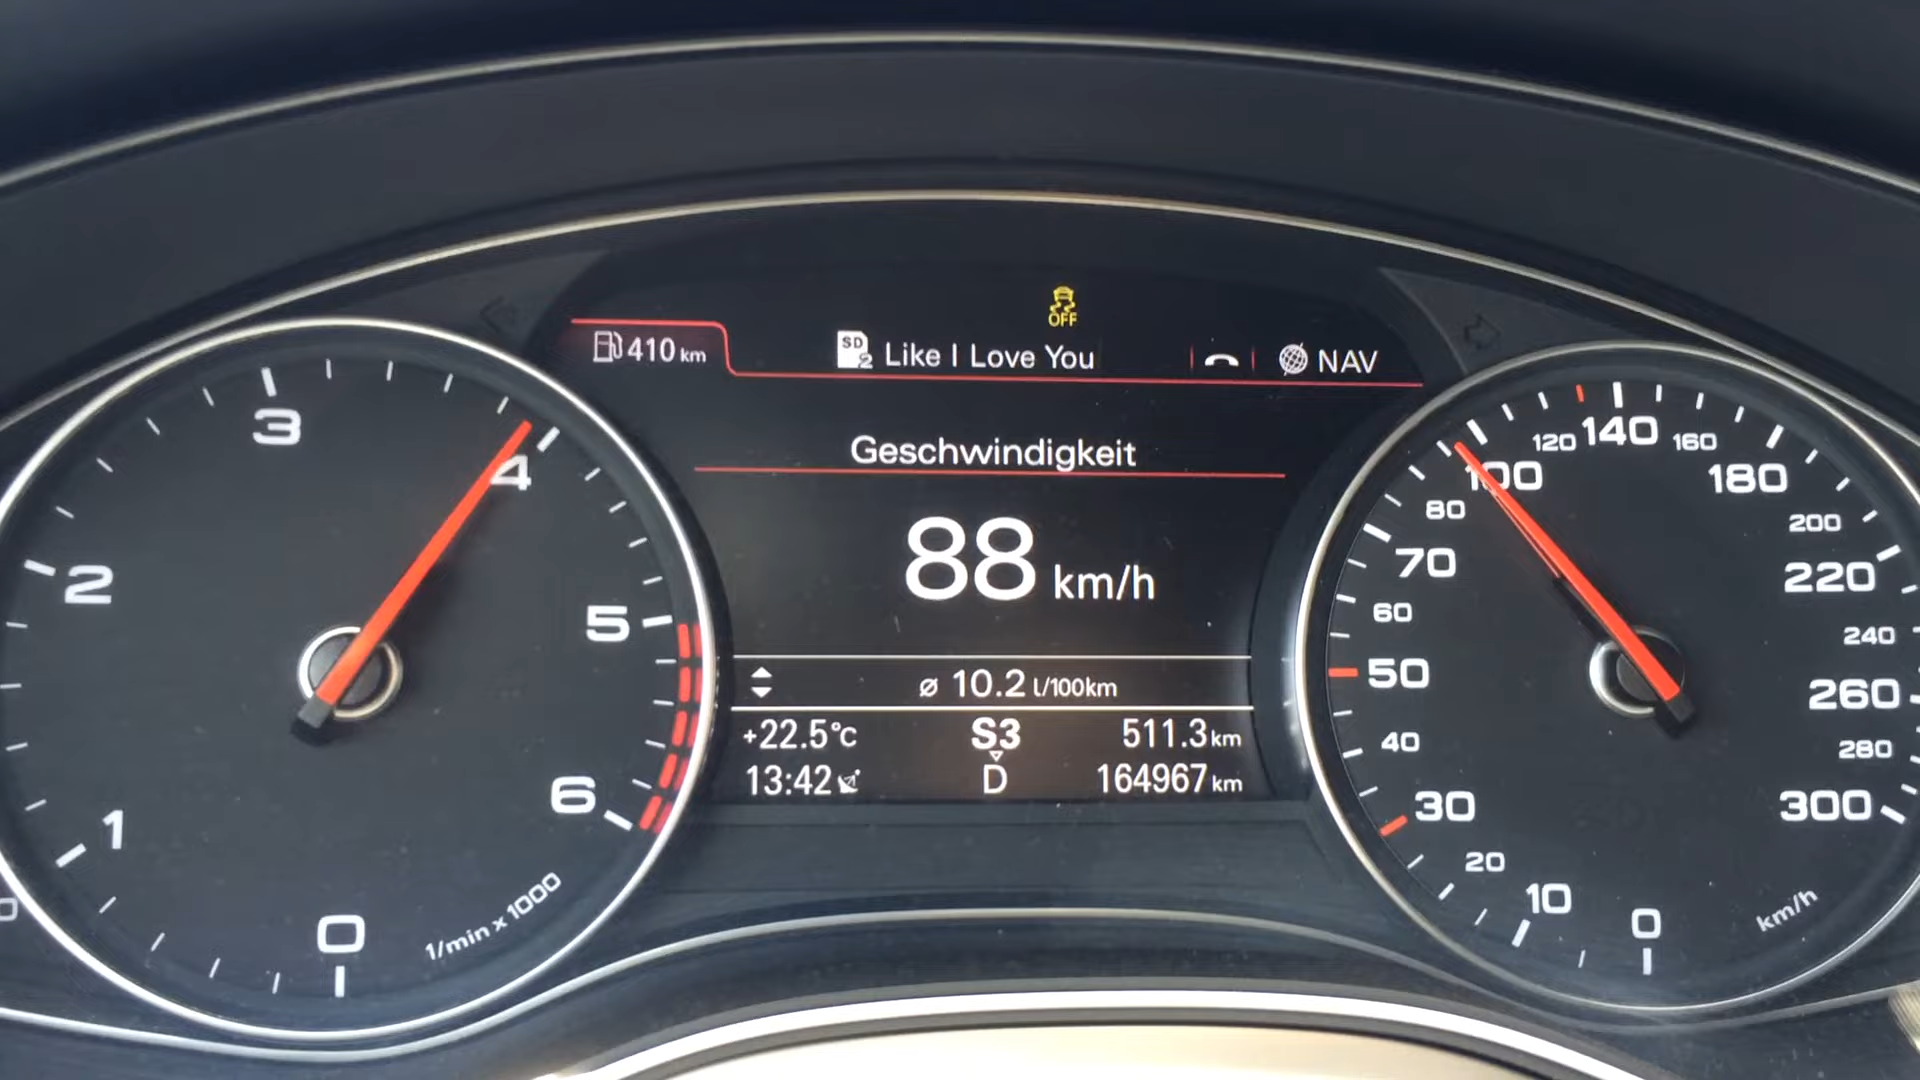 OFF
410 km
SD 2 Like I Love You
NAV
Geschwindigkeit
88 km/h
ø 10.2 l/100km
+22.5°C S3 511.3 km
13:42 D 164967 km
0
1
2
3
4
5
6
1/min x 1000
0
10
20
30
40
50
60
70
80
100
120
140
160
180
200
220
240
260
280
300
km/h